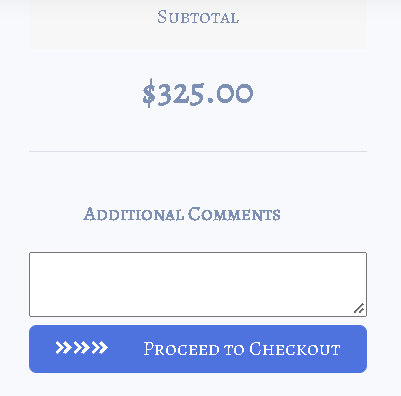 Subtotal
$325.00
Additional Comments
Proceed to Checkout